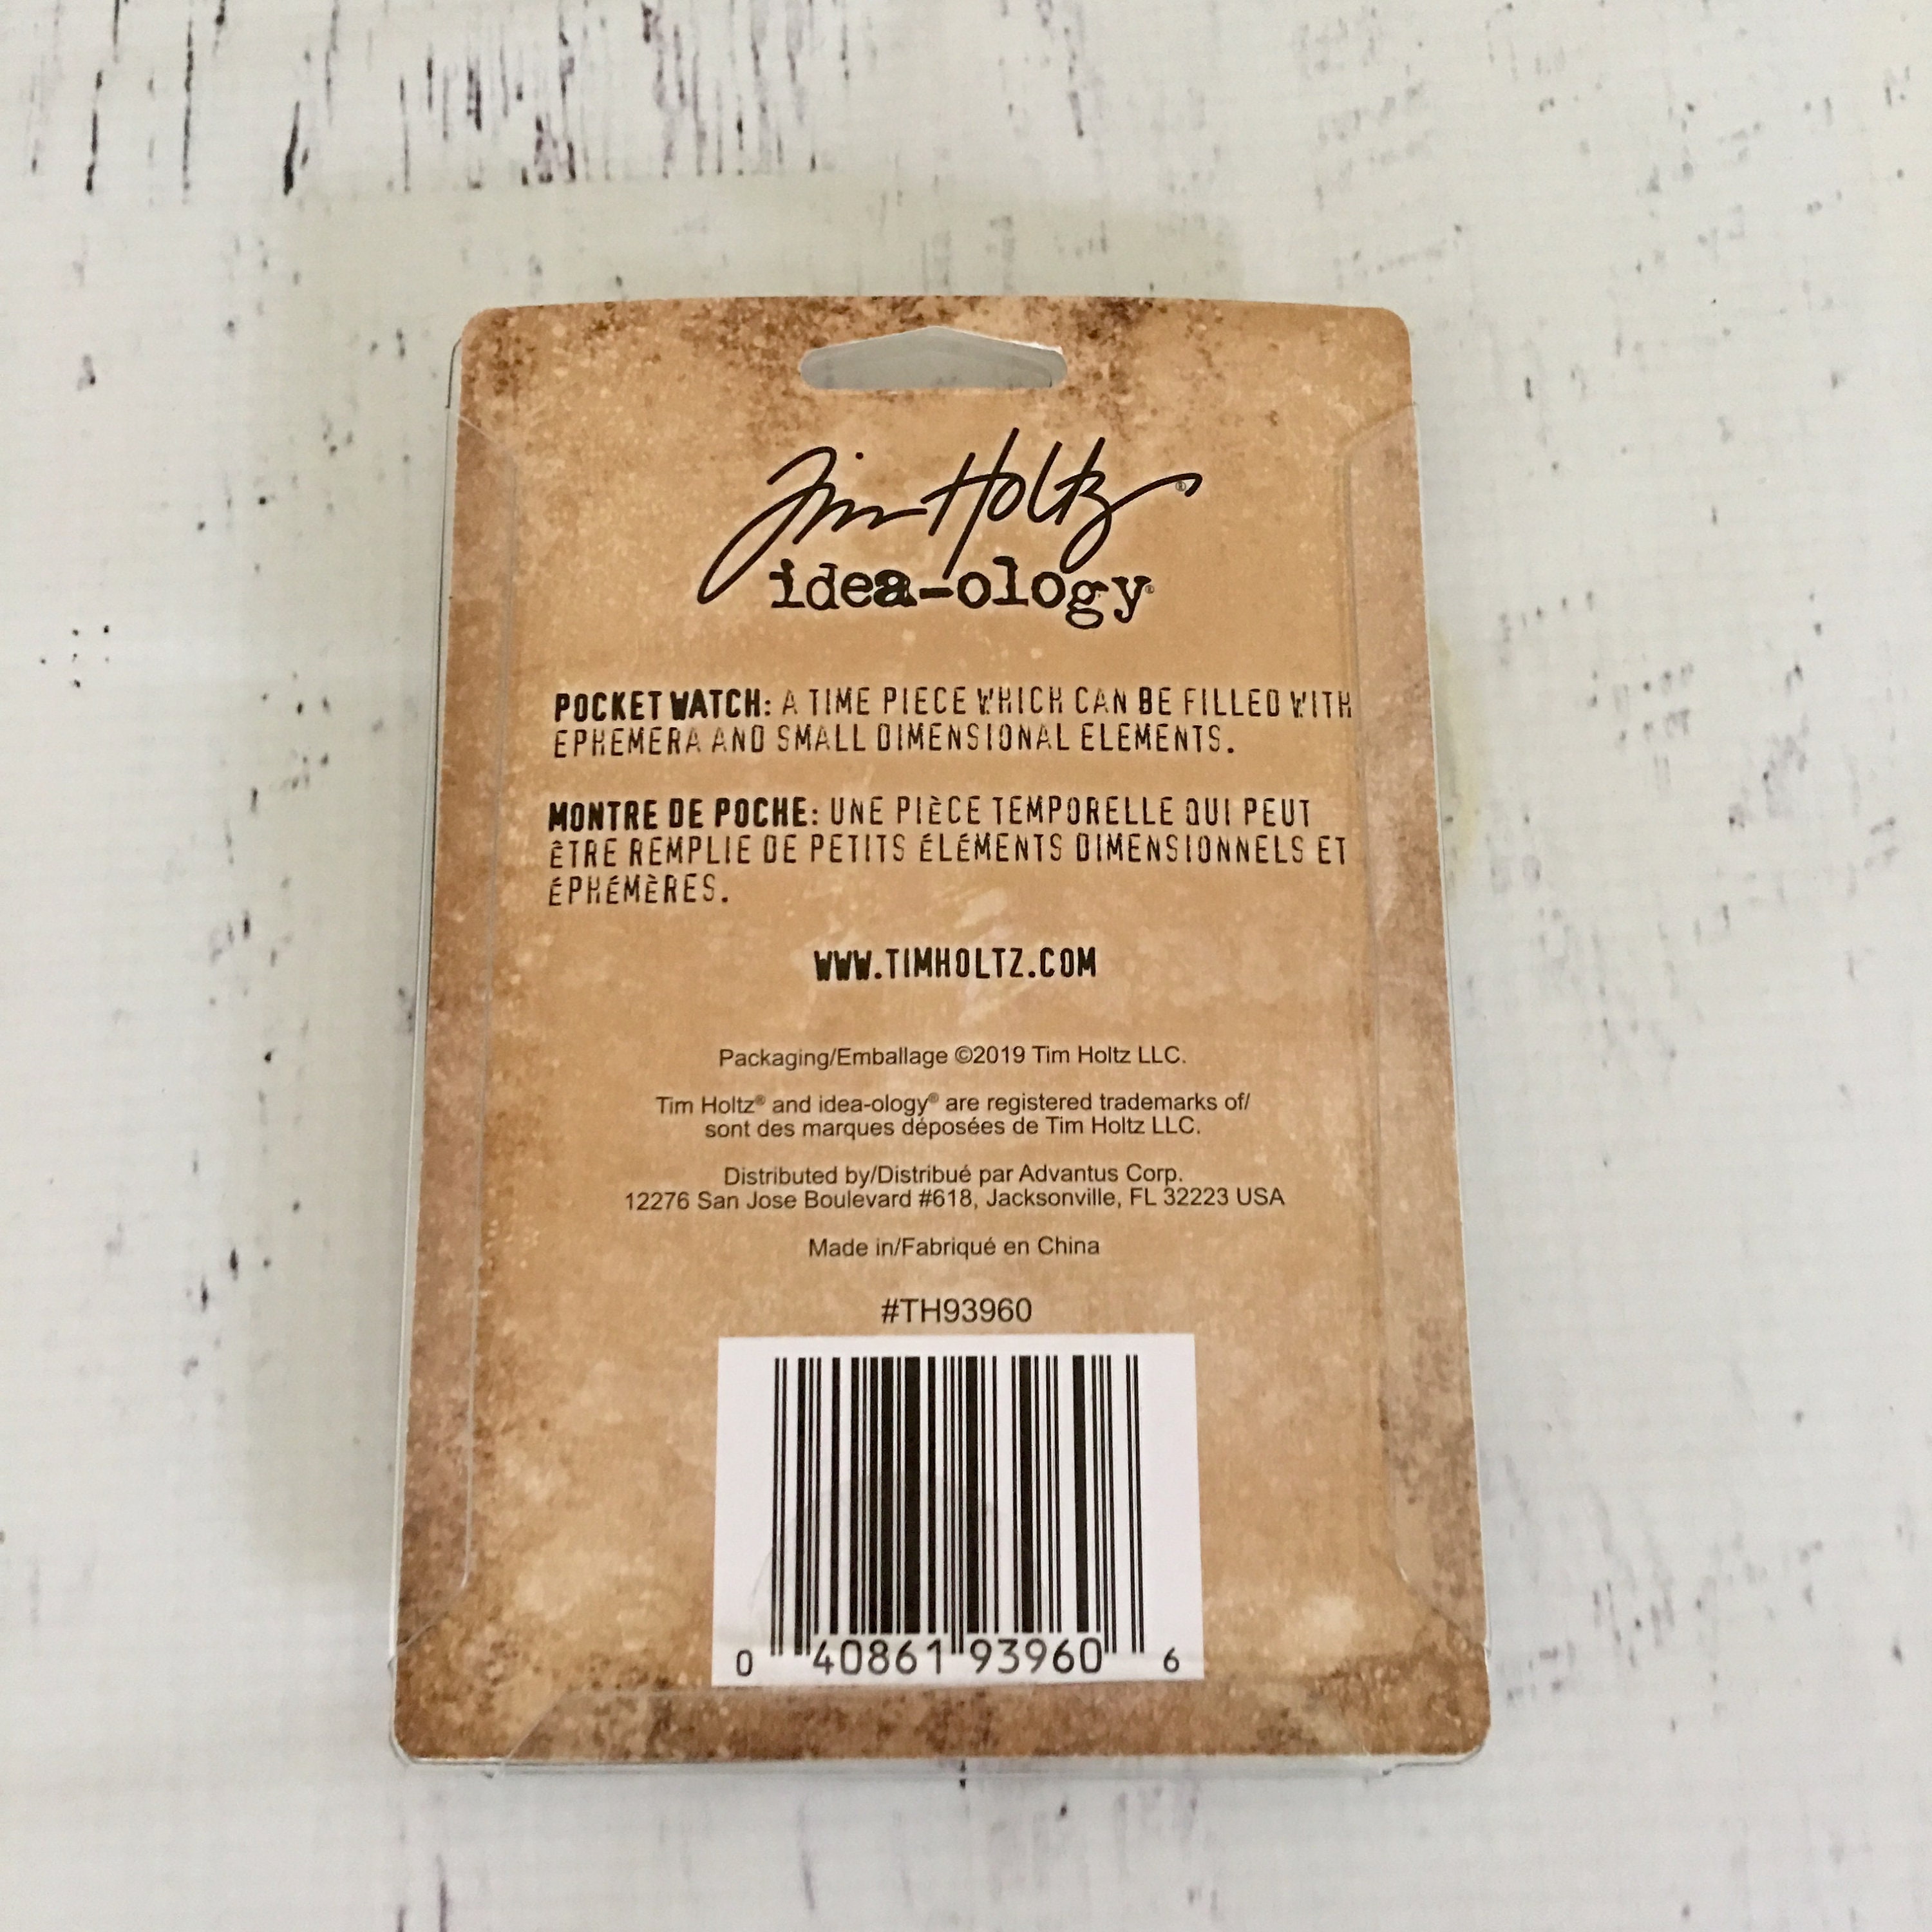 Tim Holtz®
idea-ology®
POCKET WATCH: A TIME PIECE WHICH CAN BE FILLED WITH
EPHEMERA AND SMALL DIMENSIONAL ELEMENTS.
MONTRE DE POCHE: UNE PIÈCE TEMPORELLE QUI PEUT
ÊTRE REMPLIE DE PETITS ÉLÉMENTS DIMENSIONNELS ET
ÉPHÉMÈRES.
WWW.TIMHOLTZ.COM
Packaging/Emballage ©2019 Tim Holtz LLC.
Tim Holtz® and idea-ology® are registered trademarks of/
sont des marques déposées de Tim Holtz LLC.
Distributed by/Distribué par Advantus Corp.
12276 San Jose Boulevard #618, Jacksonville, FL 32223 USA
Made in/Fabriqué en China
#TH93960
0 40861 93960 6